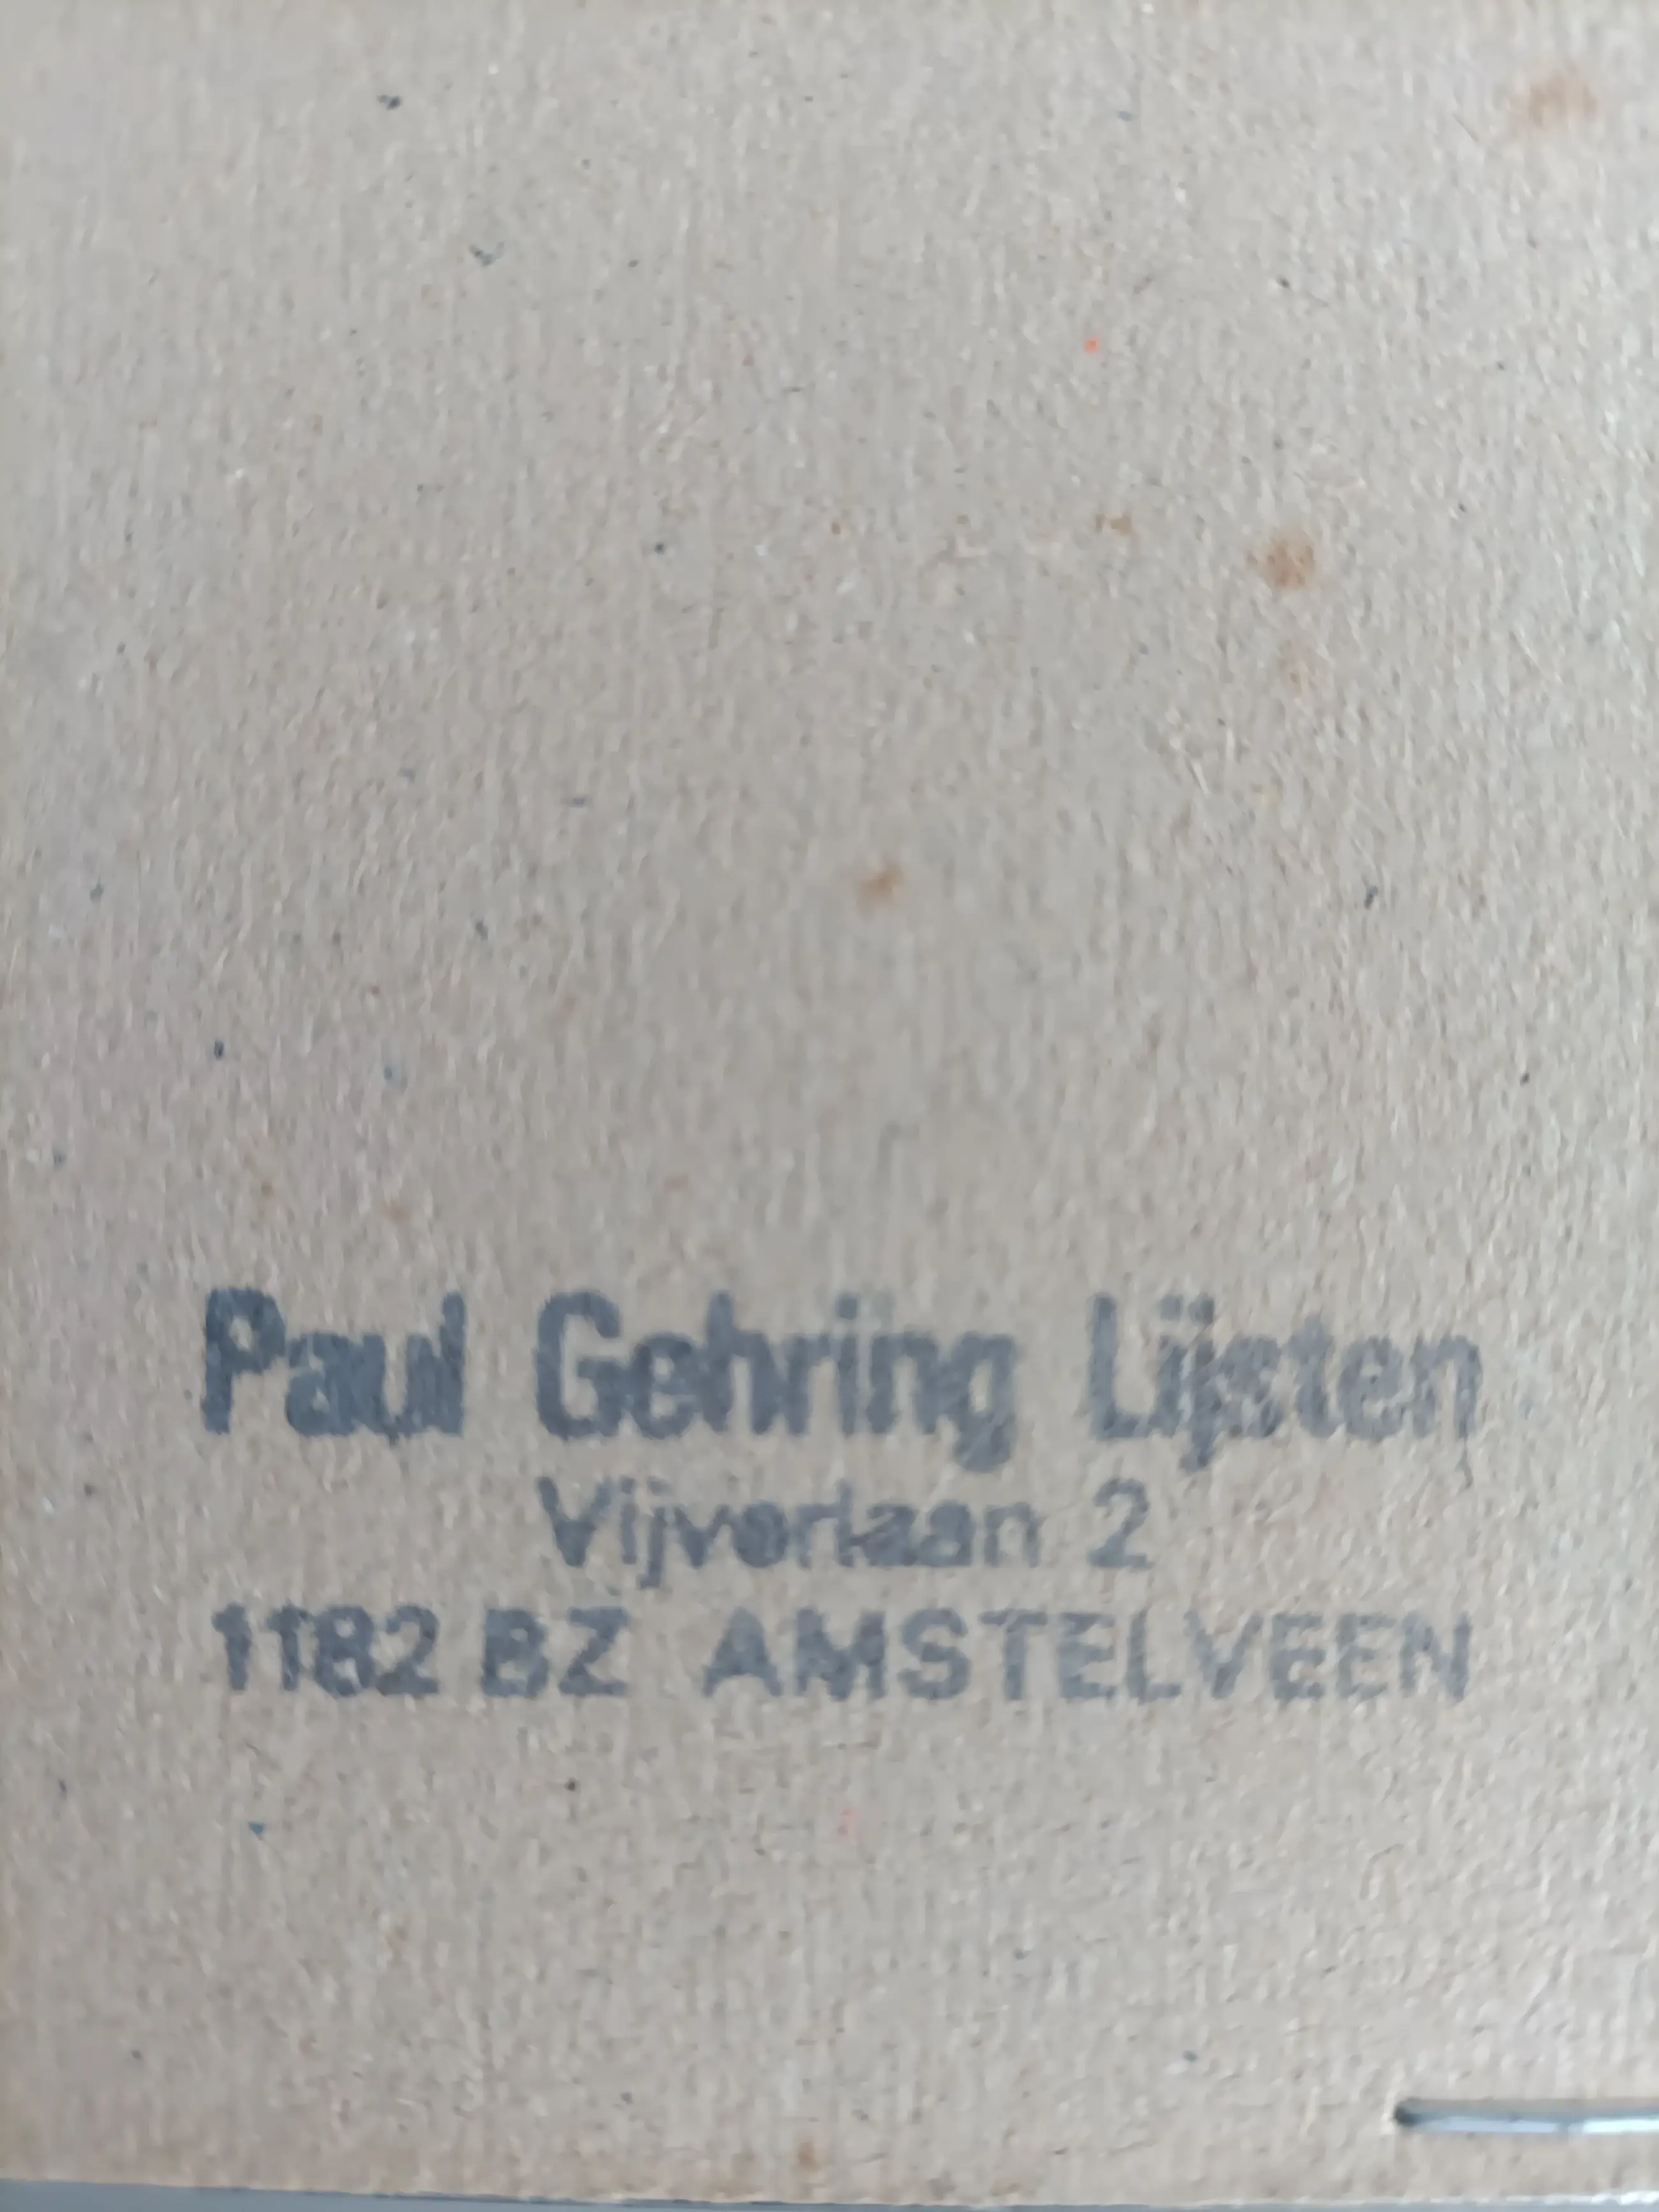 Paul Gehring Lijsten
Vijverlaan 2
1182 BZ AMSTELVEEN